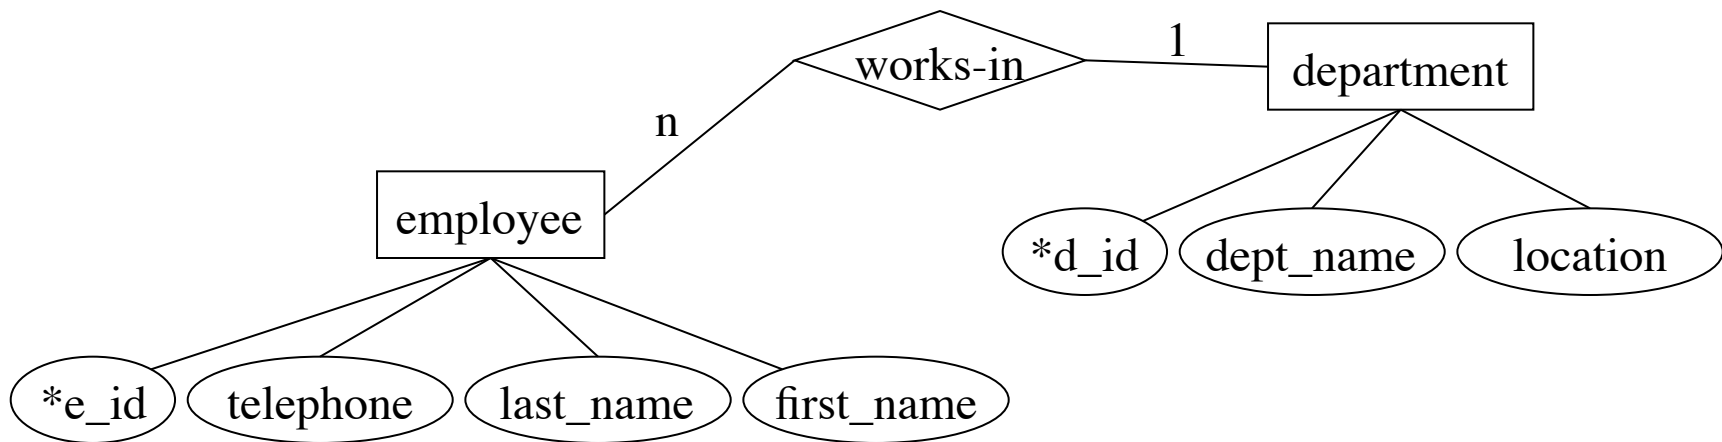 works-in
1
department
n
employee
*d_id
dept_name
location
*e_id
telephone
last_name
first_name